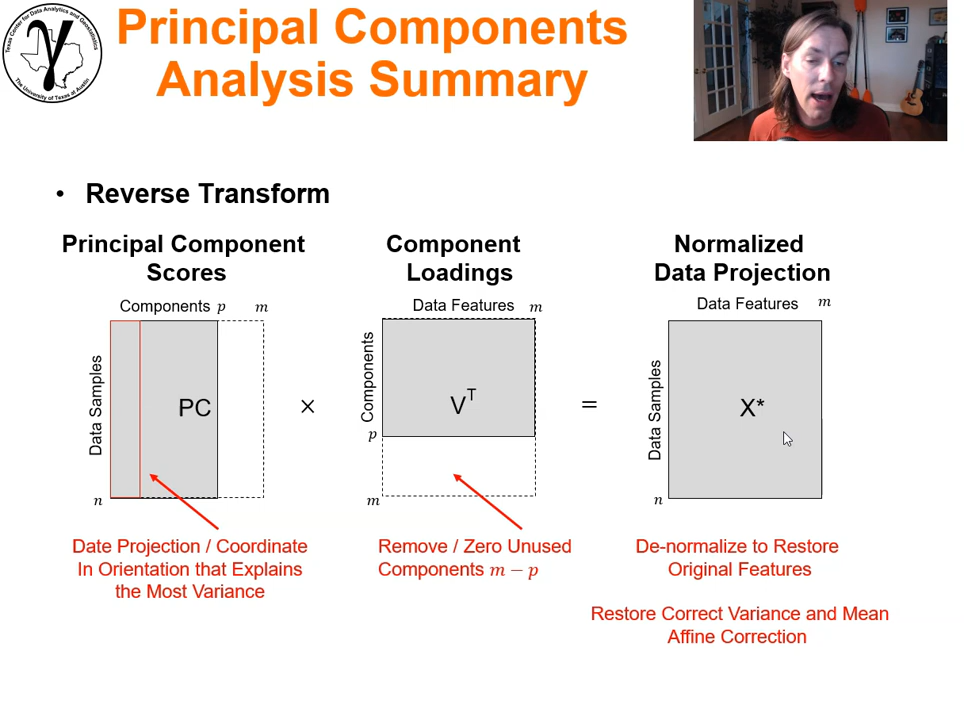 Texas Center for Data Analytics and Geostatistics
The University of Texas at Austin
Principal Components
Analysis Summary
• Reverse Transform
Principal Component
Scores
Component
Loadings
Normalized
Data Projection
Components p m
Data Features m
Data Features m
Data Samples
PC
n
×
Components
V^T
p
m
=
Data Samples
X*
n
Date Projection / Coordinate
In Orientation that Explains
the Most Variance
Remove / Zero Unused
Components m − p
De-normalize to Restore
Original Features
Restore Correct Variance and Mean
Affine Correction